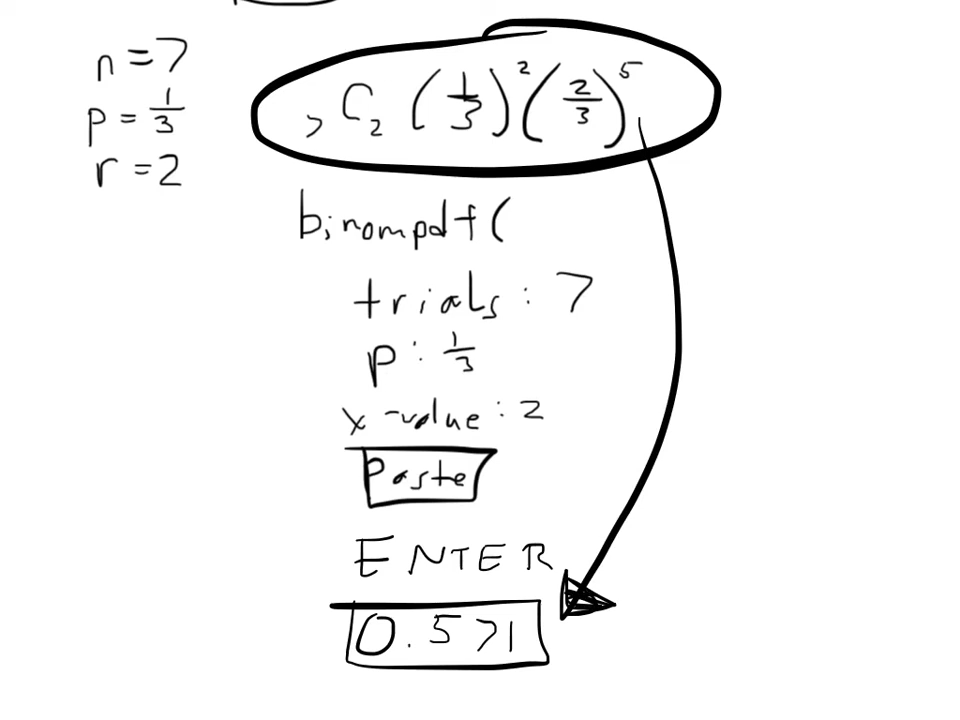 n = 7
p = 1/3
r = 2
7C2 (1/3)^2 (2/3)^5
binompdf(
trials: 7
p: 1/3
x-value: 2
Paste
ENTER
0.571